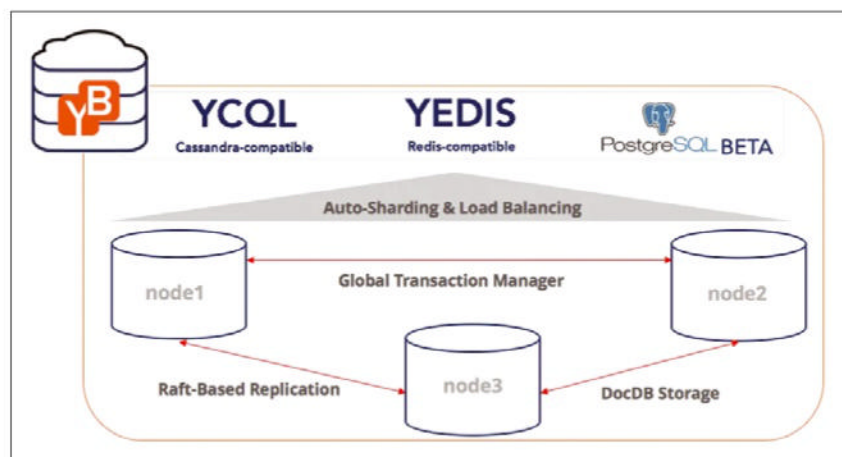 YB
YCQL
Cassandra-compatible
YEDIS
Redis-compatible
PostgreSQL BETA
Auto-Sharding & Load Balancing
node1
Global Transaction Manager
node2
Raft-Based Replication
node3
DocDB Storage